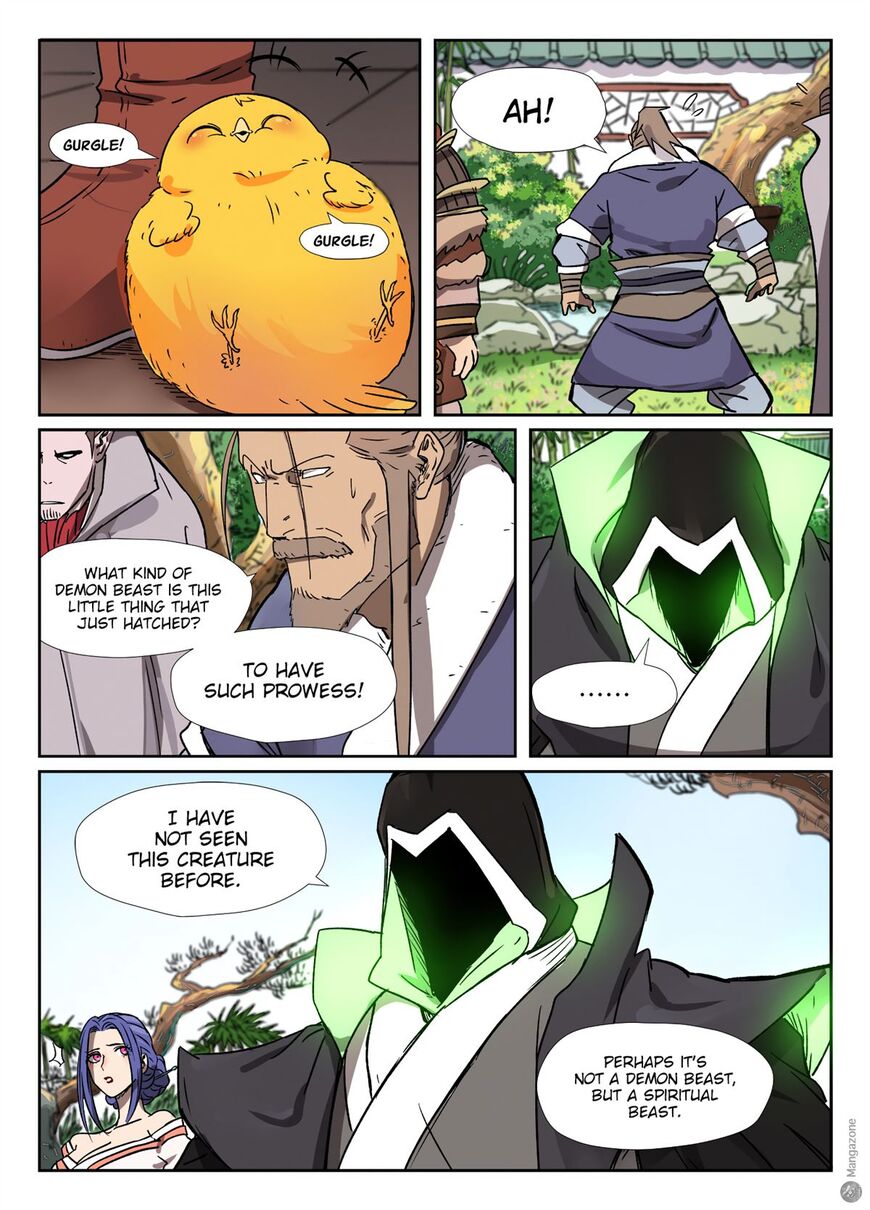 GURGLE!
GURGLE!
AH!
WHAT KIND OF
DEMON BEAST IS THIS
LITTLE THING THAT
JUST HATCHED?
TO HAVE
SUCH PROWESS!
......
I HAVE
NOT SEEN
THIS CREATURE
BEFORE.
PERHAPS IT'S
NOT A DEMON BEAST,
BUT A SPIRITUAL
BEAST.
Mangazone